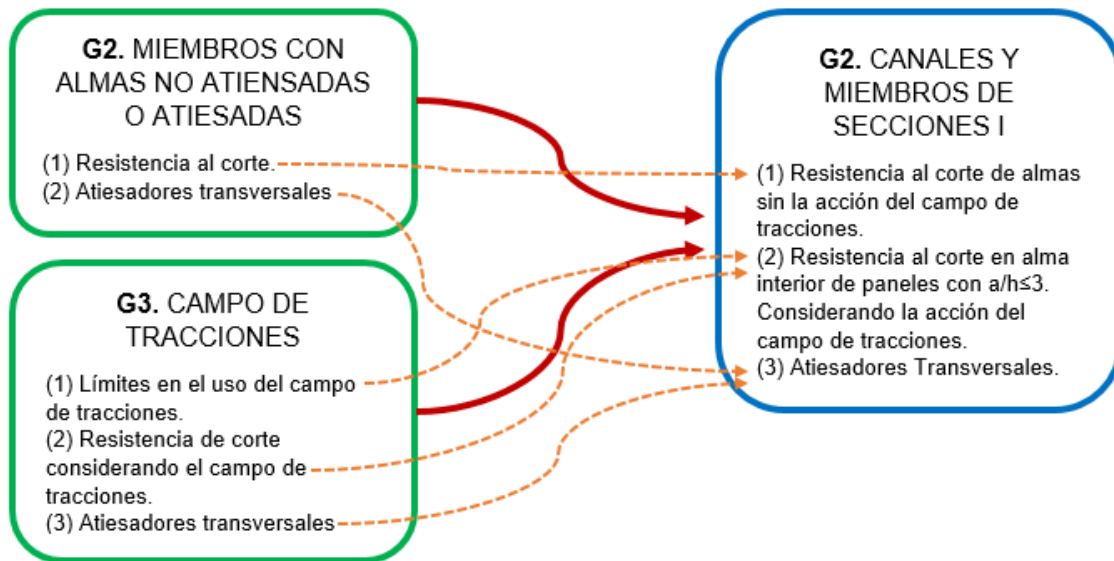 G2. MIEMBROS CON
ALMAS NO ATIENSADAS
O ATIESADAS
(1) Resistencia al corte.
(2) Atiesadores transversales
G3. CAMPO DE
TRACCIONES
(1) Límites en el uso del campo
de tracciones.
(2) Resistencia de corte
considerando el campo de
tracciones.
(3) Atiesadores transversales
G2. CANALES Y
MIEMBROS DE
SECCIONES I
(1) Resistencia al corte de almas
sin la acción del campo de
tracciones.
(2) Resistencia al corte en alma
interior de paneles con a/h≤3.
Considerando la acción del
campo de tracciones.
(3) Atiesadores Transversales.